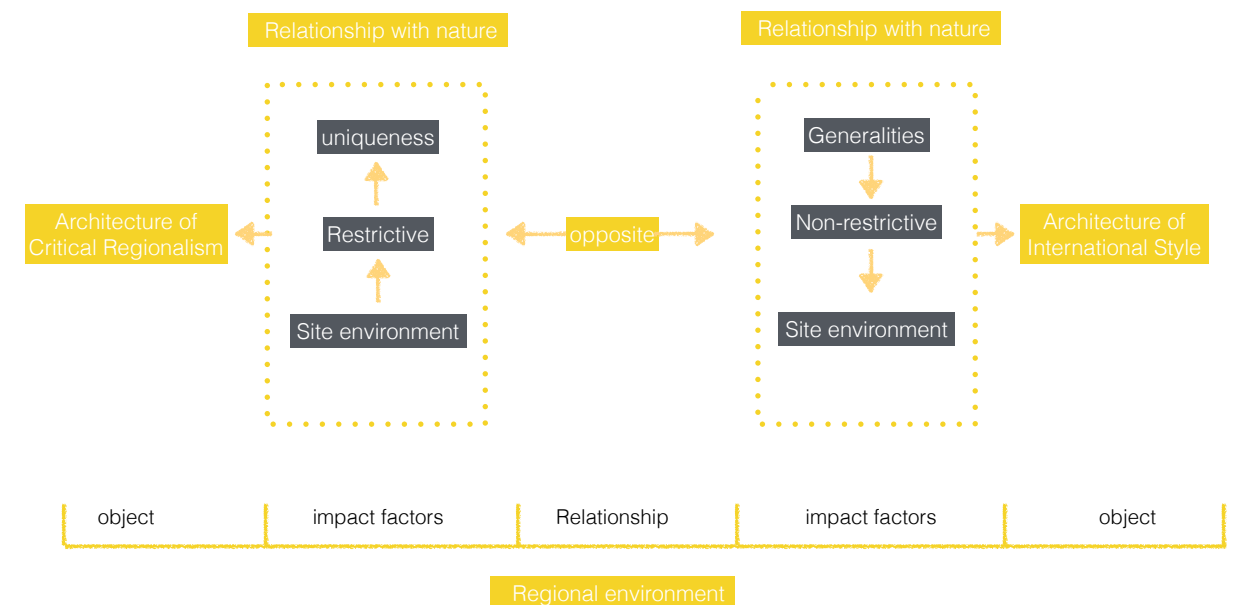 Relationship with nature
Relationship with nature
uniqueness
Generalities
Architecture of
Critical Regionalism
Restrictive
opposite
Non-restrictive
Architecture of
International Style
Site environment
Site environment
object
impact factors
Relationship
impact factors
object
Regional environment